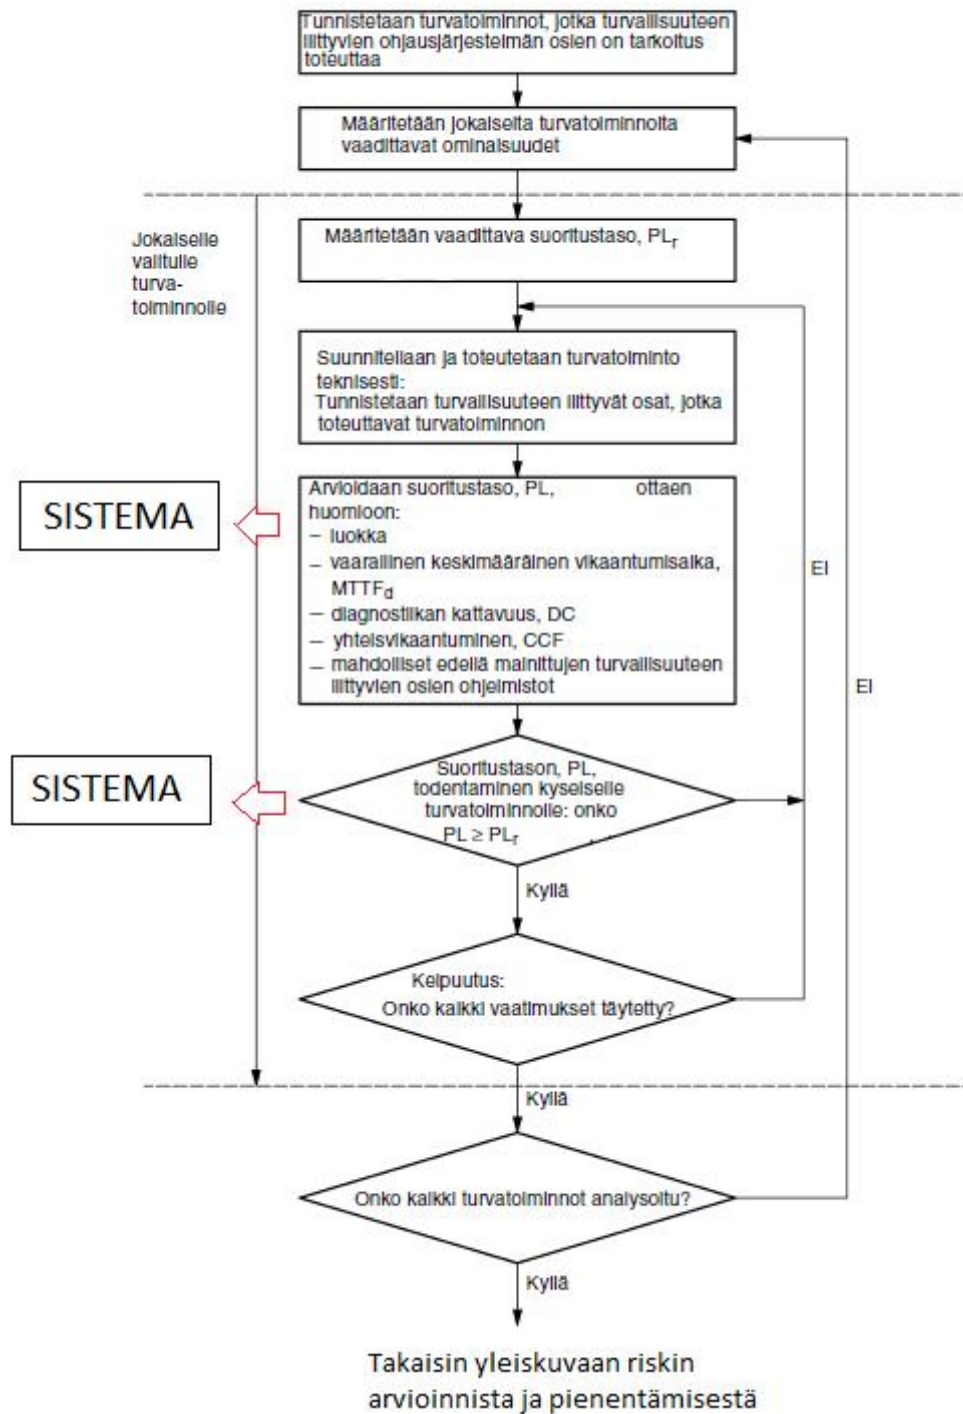 Tunnistetaan turvatoiminnot, jotka turvallisuuteen
liittyvien ohjausjärjestelmän osien on tarkoitus
toteuttaa
Määritetään jokaiselta turvatoiminnolta
vaadittavat ominaisuudet
Jokaiselle
valitulle
turva-
toiminnolle
Määritetään vaadittava suoritustaso, PLr
Suunnitellaan ja toteutetaan turvatoiminto
teknisesti:
Tunnistetaan turvallisuuteen liittyvät osat, jotka
toteuttavat turvatoiminnon
SISTEMA
Arvioidaan suoritustaso, PL, ottaen
huomioon:
– luokka
– vaarallinen keskimääräinen vikaantumisaika,
MTTFd
– diagnostiikan kattavuus, DC
– yhteisvikaantuminen, CCF
– mahdolliset edellä mainittujen turvallisuuteen
liittyvien osien ohjelmistot
EI
EI
SISTEMA
Suoritustason, PL,
todentaminen kyseiselle
turvatoiminnolle: onko
PL ≥ PLr
Kyllä
Kelpuutus:
Onko kaikki vaatimukset täytetty?
Kyllä
Onko kaikki turvatoiminnot analysoitu?
Kyllä
Takaisin yleiskuvaan riskin
arvioinnista ja pienentämisestä